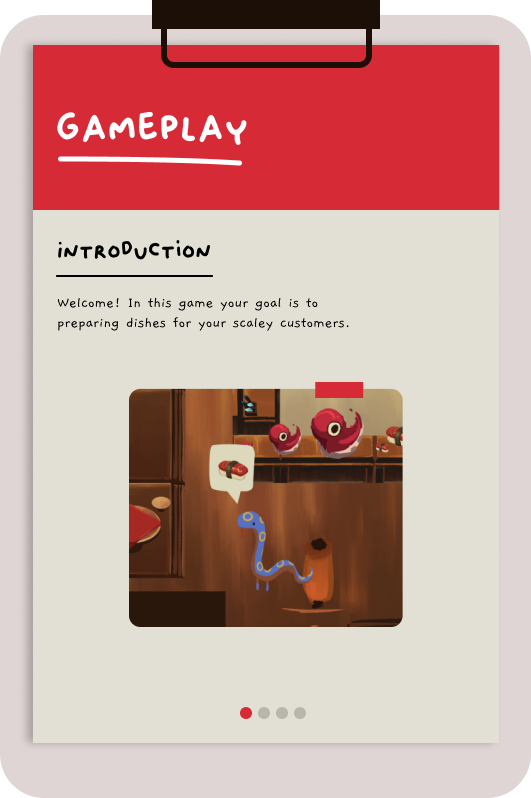 GAMEPLAY
iNTRODUCTiON
Welcome! In this game your goal is to
preparing dishes for your scaley customers.